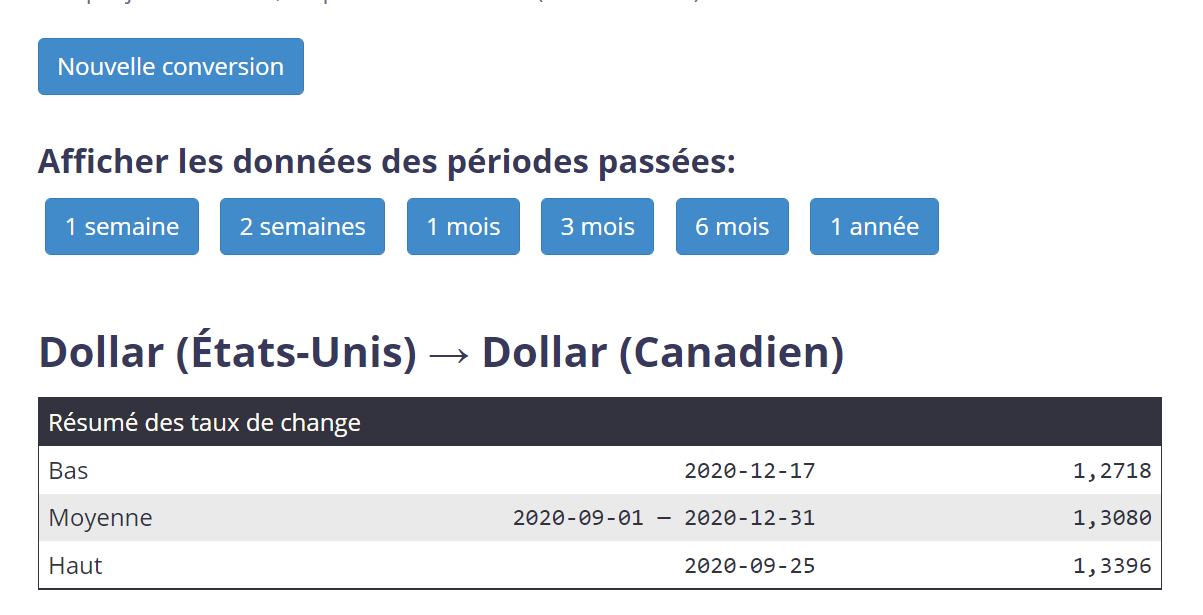 Nouvelle conversion
Afficher les données des périodes passées:
1 semaine 2 semaines 1 mois 3 mois 6 mois 1 année
Dollar (États-Unis) → Dollar (Canadien)
Résumé des taux de change
Bas 2020-12-17 1,2718
Moyenne 2020-09-01 — 2020-12-31 1,3080
Haut 2020-09-25 1,3396